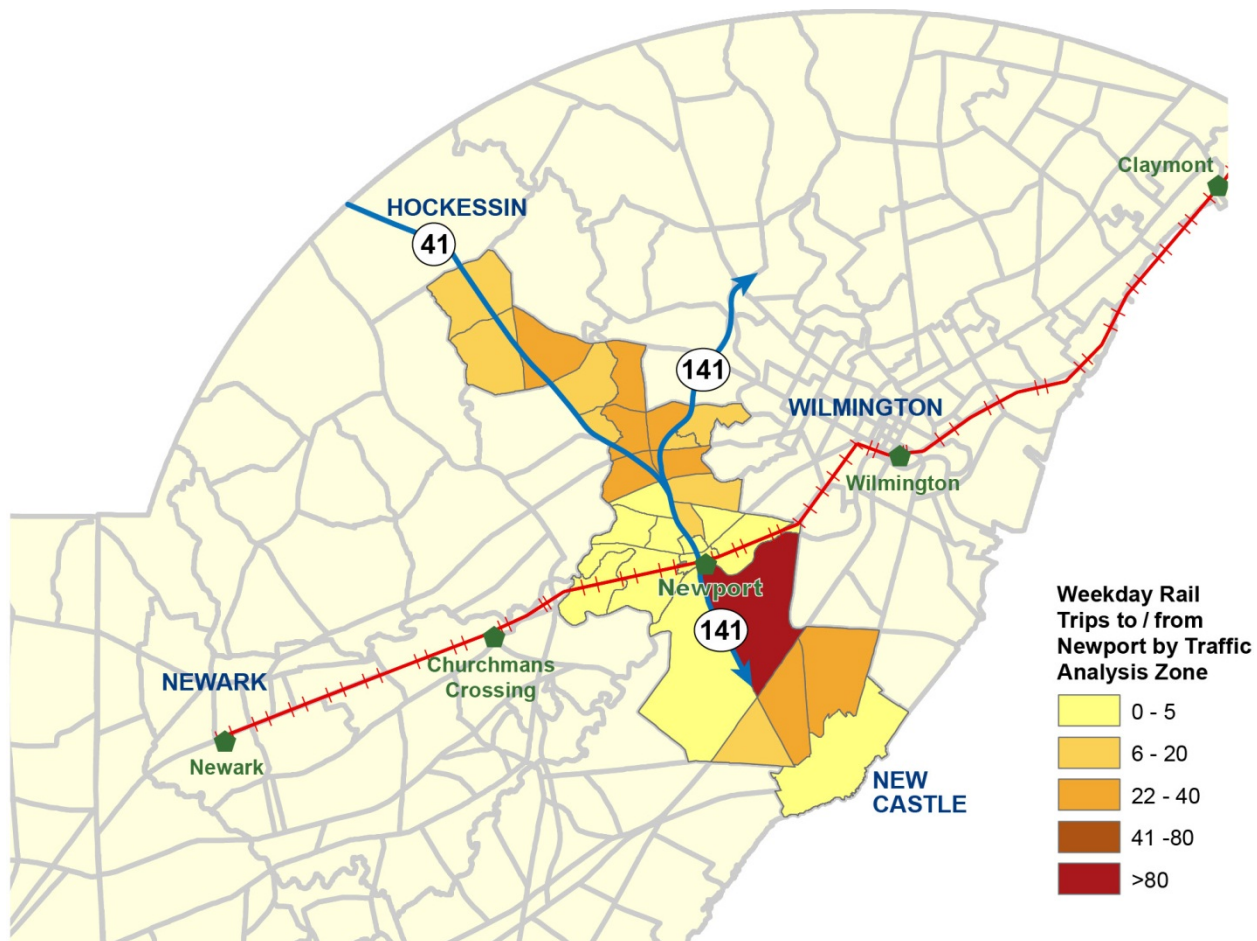 Claymont
HOCKESSIN
41
141
WILMINGTON
Wilmington
Newport
141
Churchmans
Crossing
NEWARK
Newark
NEW
CASTLE
Weekday Rail
Trips to / from
Newport by Traffic
Analysis Zone
0 - 5
6 - 20
22 - 40
41 -80
>80